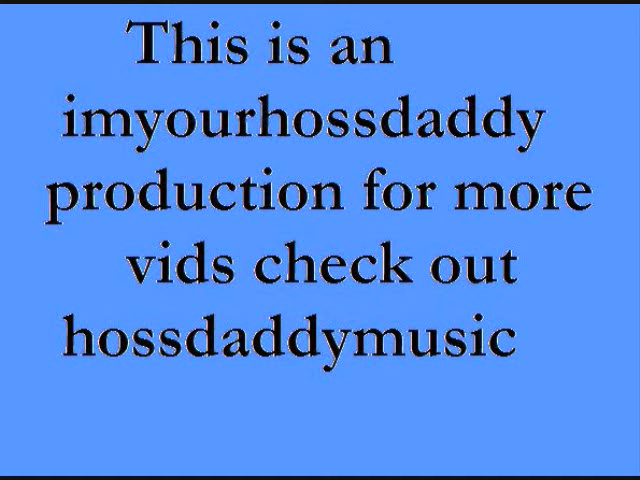 This is an
imyourhossdaddy
production for more
vids check out
hossdaddymusic